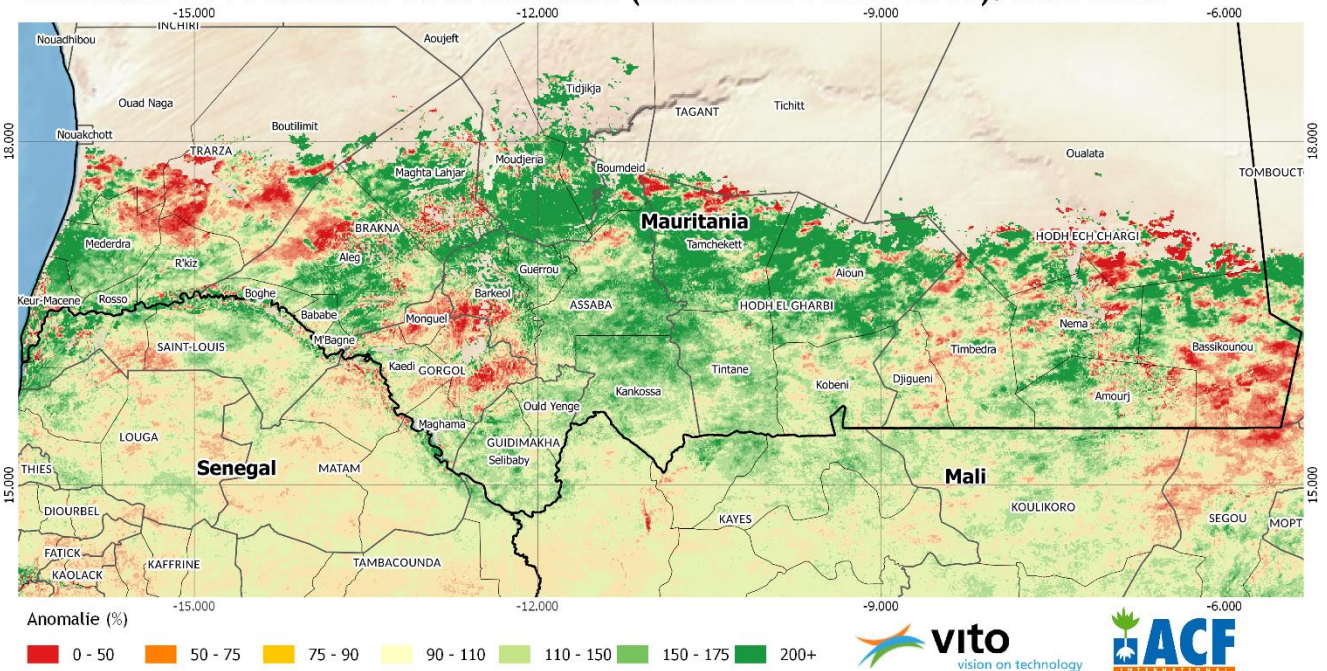 -15.000 -12.000 -9.000 -6.000
INCHIRI
Nouadhibou
Aoujeft
Tidjikja
Ouad Naga
TAGANT
Tichitt
Boutilimit
Nouakchott
18.000
18.000
TRARZA
Moudjeria
Boumdeid
Oualata
Maghta Lahjar
TOMBOUCT
Mauritania
BRAKNA
HODH ECH CHARGI
Mederdra
Tamchekett
Aleg
R'kiz
Guerrou
Aioun
Keur-Macene
Rosso
Boghe
Barkeol
ASSABA
HODH EL GHARBI
Bababe
Monguel
Nema
M'Bagne
SAINT-LOUIS
Timbedra
Bassikounou
Kaedi
GORGOL
Tintane
Kobeni
Djigueni
Kankossa
Amourj
Ould Yenge
Maghama
LOUGA
GUIDIMAKHA
Selibaby
THIES
Senegal
MATAM
Mali
15.000
15.000
DIOURBEL
KOULIKORO
KAYES
SEGOU
MOPT
FATICK
KAFFRINE
TAMBACOUNDA
KAOLACK
-15.000 -12.000 -9.000 -6.000
Anomalie (%)
0 - 50 50 - 75 75 - 90 90 - 110 110 - 150 150 - 175 200+
vito
vision on technology
ACF
INTERNATIONAL